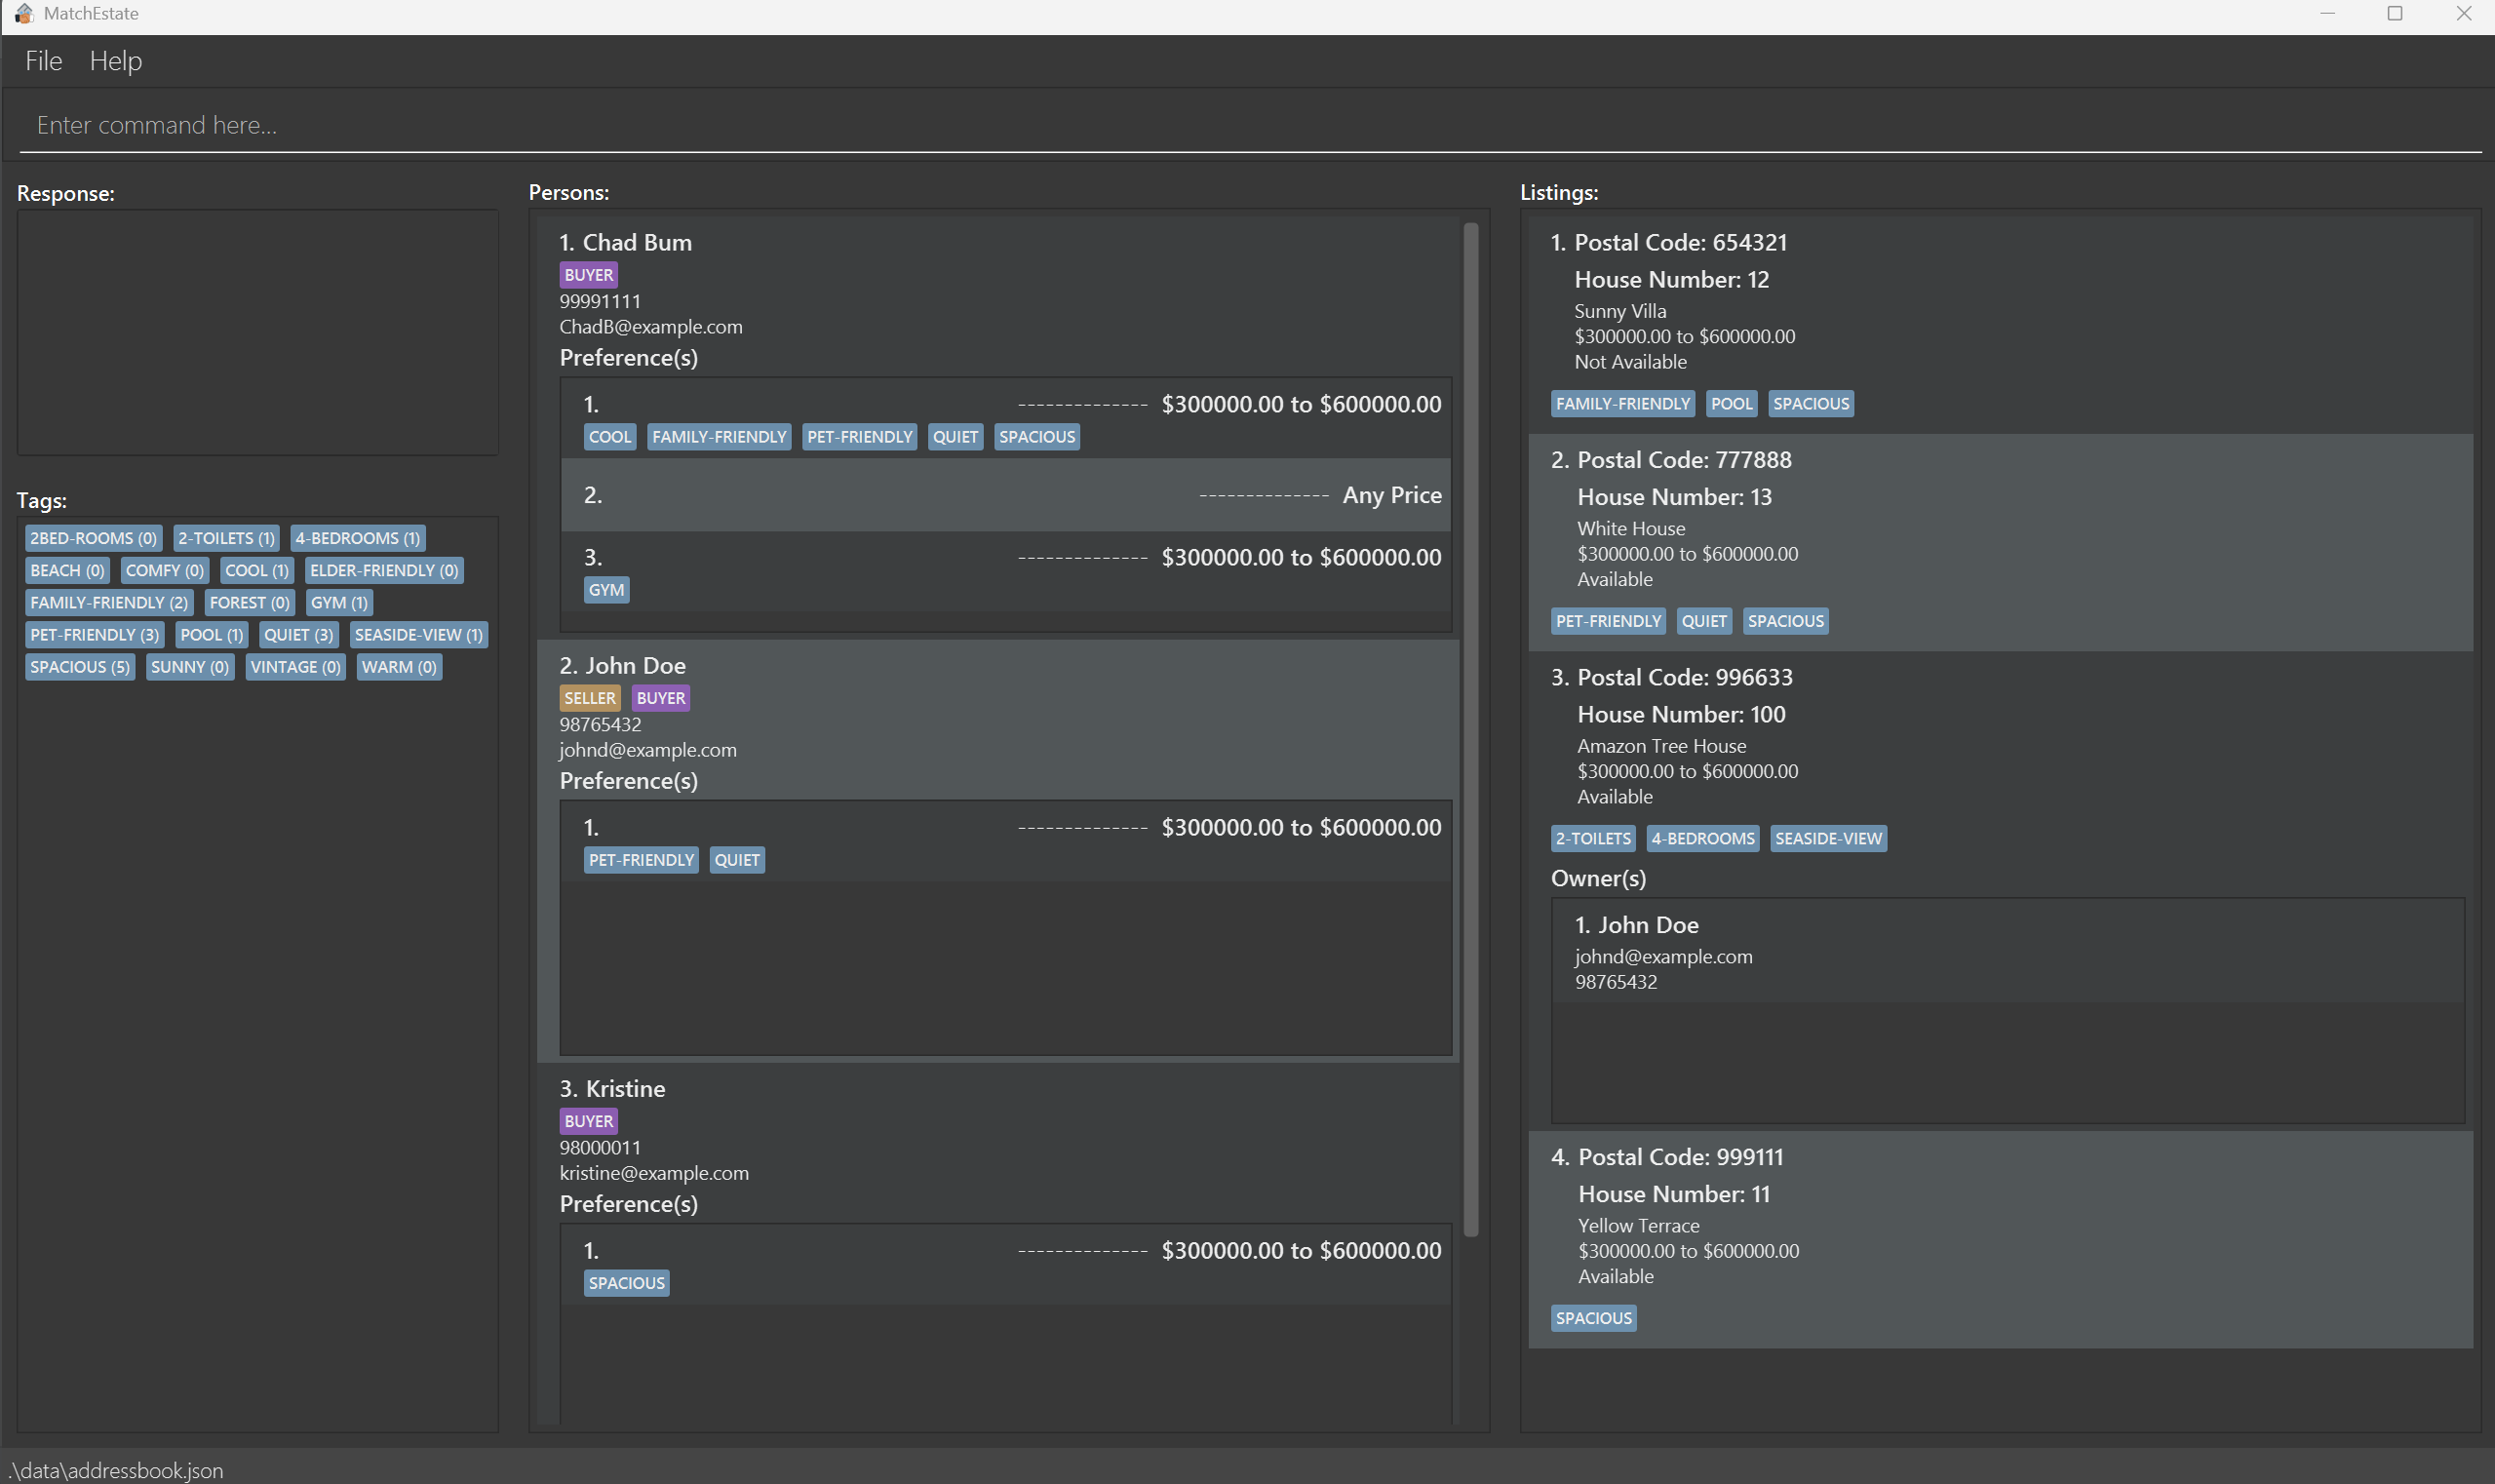 MatchEstate
File Help
Enter command here...
Response:
Tags:
2BED-ROOMS (0) 2-TOILETS (1) 4-BEDROOMS (1)
BEACH (0) COMFY (0) COOL (1) ELDER-FRIENDLY (0)
FAMILY-FRIENDLY (2) FOREST (0) GYM (1)
PET-FRIENDLY (3) POOL (1) QUIET (3) SEASIDE-VIEW (1)
SPACIOUS (5) SUNNY (0) VINTAGE (0) WARM (0)
Persons:
1. Chad Bum
BUYER
99991111
ChadB@example.com
Preference(s)
1. -------------- $300000.00 to $600000.00
COOL FAMILY-FRIENDLY PET-FRIENDLY QUIET SPACIOUS
2. -------------- Any Price
3. -------------- $300000.00 to $600000.00
GYM
2. John Doe
SELLER BUYER
98765432
johnd@example.com
Preference(s)
1. -------------- $300000.00 to $600000.00
PET-FRIENDLY QUIET
3. Kristine
BUYER
98000011
kristine@example.com
Preference(s)
1. -------------- $300000.00 to $600000.00
SPACIOUS
Listings:
1. Postal Code: 654321
House Number: 12
Sunny Villa
$300000.00 to $600000.00
Not Available
FAMILY-FRIENDLY POOL SPACIOUS
2. Postal Code: 777888
House Number: 13
White House
$300000.00 to $600000.00
Available
PET-FRIENDLY QUIET SPACIOUS
3. Postal Code: 996633
House Number: 100
Amazon Tree House
$300000.00 to $600000.00
Available
2-TOILETS 4-BEDROOMS SEASIDE-VIEW
Owner(s)
1. John Doe
johnd@example.com
98765432
4. Postal Code: 999111
House Number: 11
Yellow Terrace
$300000.00 to $600000.00
Available
SPACIOUS
.\data\addressbook.json